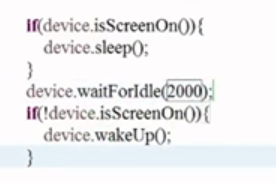 if(device.isScreenOn()){
device.sleep();
}
device.waitForIdle(2000);
if(!device.isScreenOn()){
device.wakeUp();
}